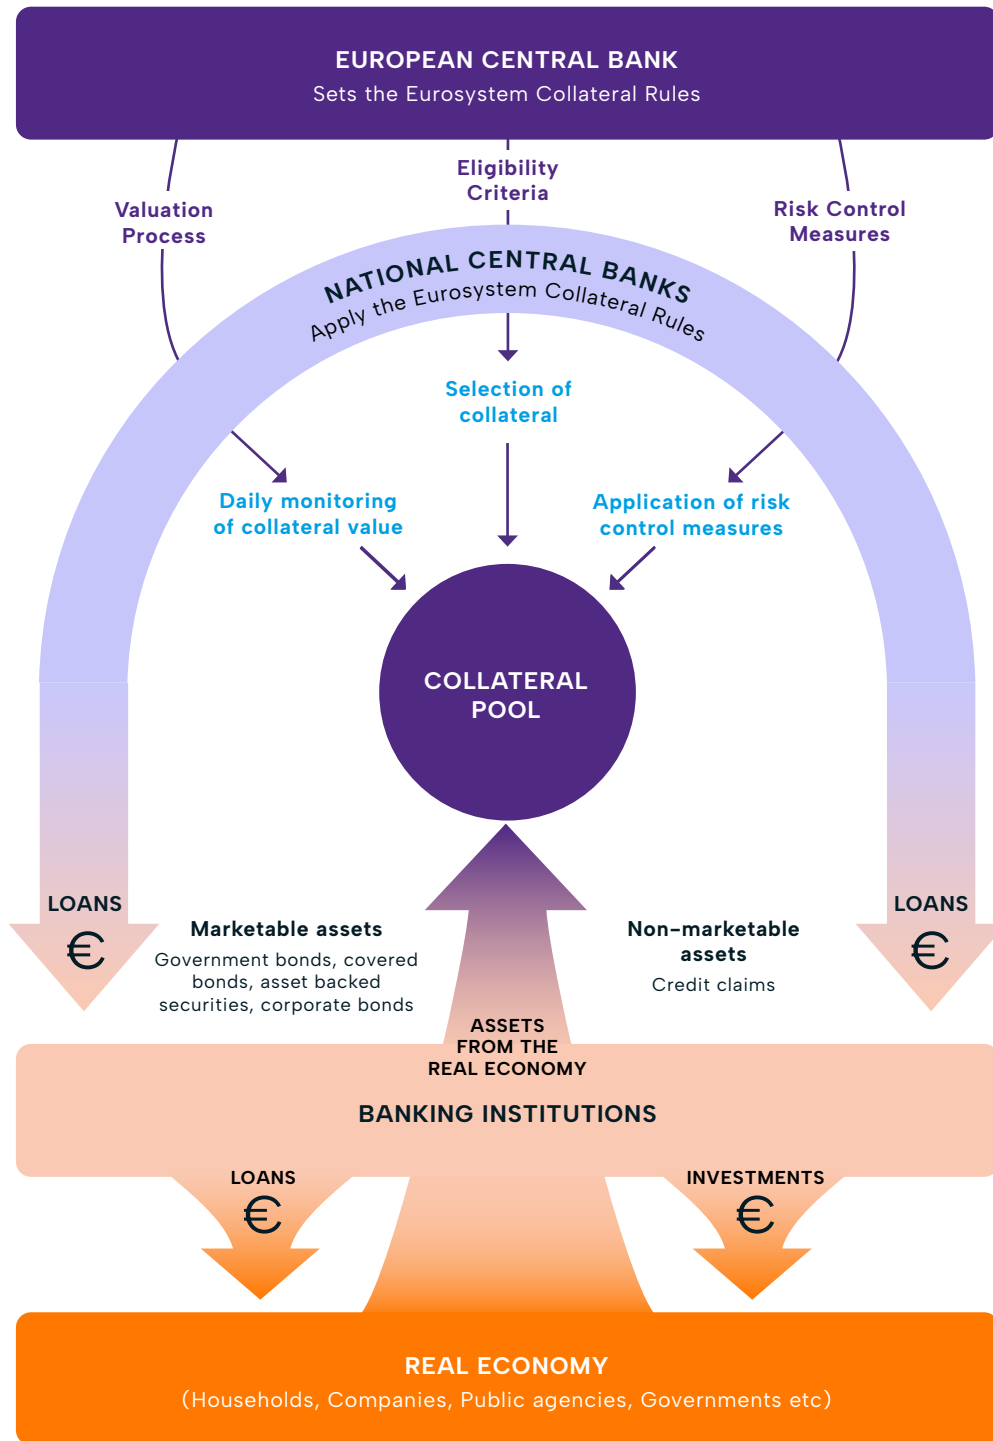 EUROPEAN CENTRAL BANK
Sets the Eurosystem Collateral Rules
Eligibility
Criteria
Valuation
Process
Risk Control
Measures
NATIONAL CENTRAL BANKS
Apply the Eurosystem Collateral Rules
Selection of
collateral
Daily monitoring
of collateral value
Application of risk
control measures
COLLATERAL
POOL
LOANS
€
LOANS
€
Marketable assets
Government bonds, covered
bonds, asset backed
securities, corporate bonds
Non-marketable
assets
Credit claims
ASSETS
FROM THE
REAL ECONOMY
BANKING INSTITUTIONS
LOANS
€
INVESTMENTS
€
REAL ECONOMY
(Households, Companies, Public agencies, Governments etc)